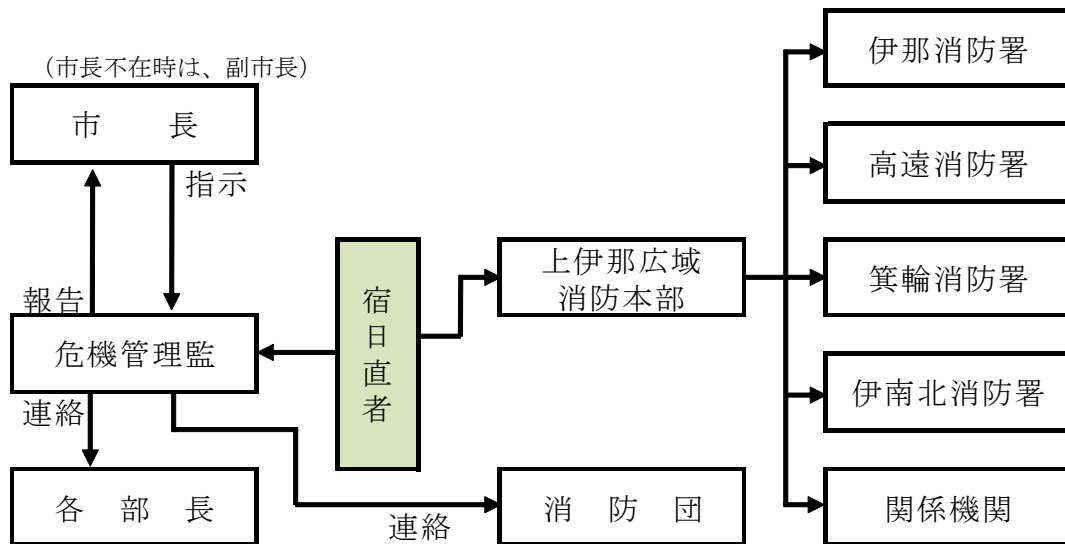 （市長不在時は、副市長）
市　　長
指示
報告
危機管理監
連絡
各　部　長
宿日直者
上伊那広域
消防本部
連絡
消　防　団
伊那消防署
高遠消防署
箕輪消防署
伊南北消防署
関係機関